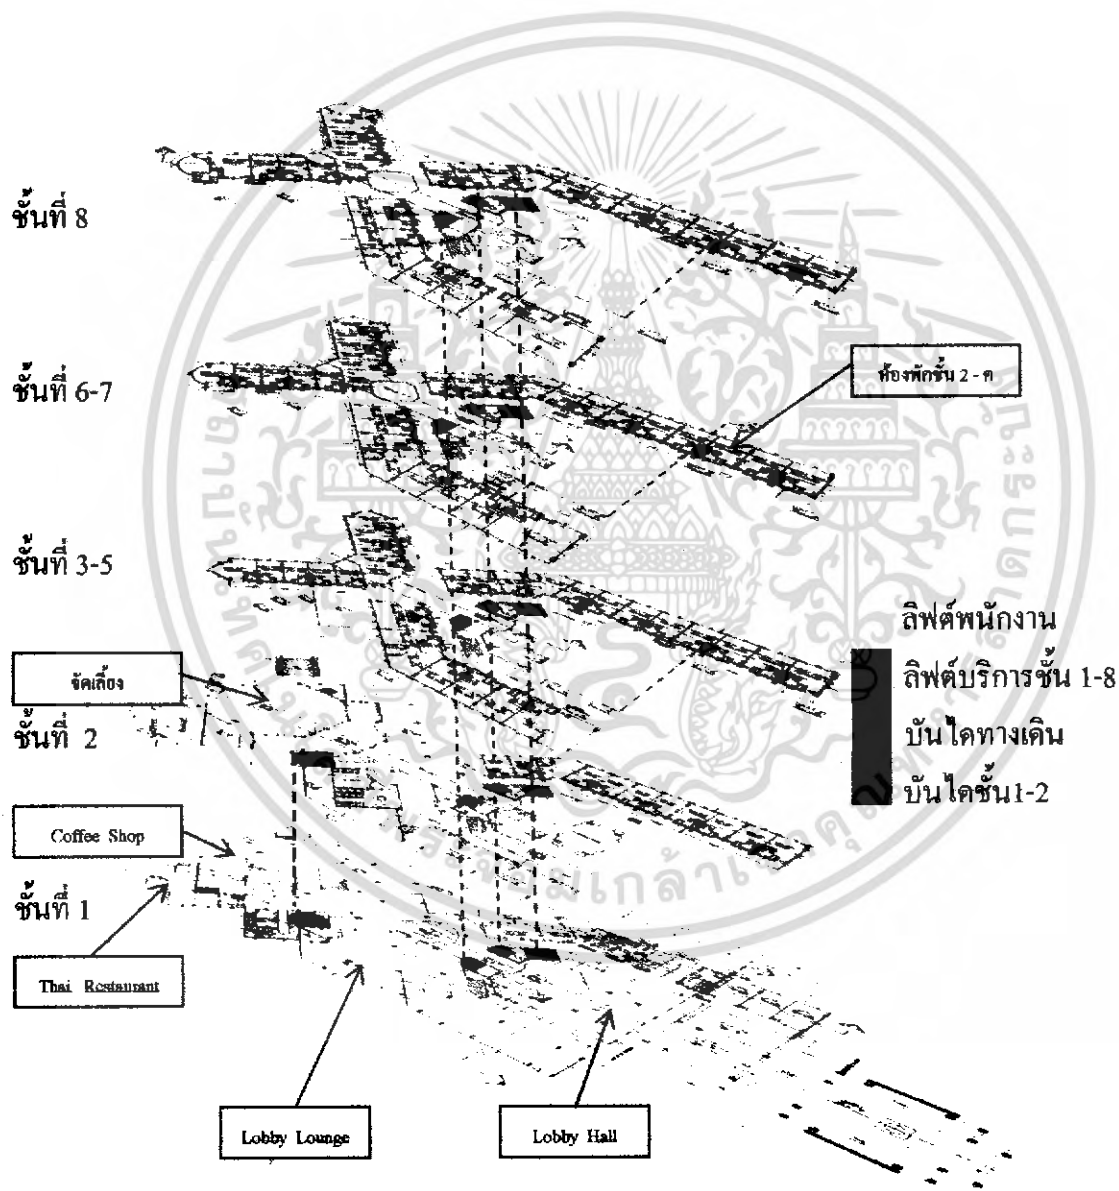 ชั้นที่ 8
ชั้นที่ 6-7
ห้องพักชั้น 2 - ค
ชั้นที่ 3-5
ลิฟต์พนักงาน
ลิฟต์บริการชั้น 1-8
บันไดทางเดิน
บันไดชั้น1-2
จัดเลี้ยง
ชั้นที่ 2
Coffee Shop
ชั้นที่ 1
Thai Restaurant
Lobby Lounge
Lobby Hall